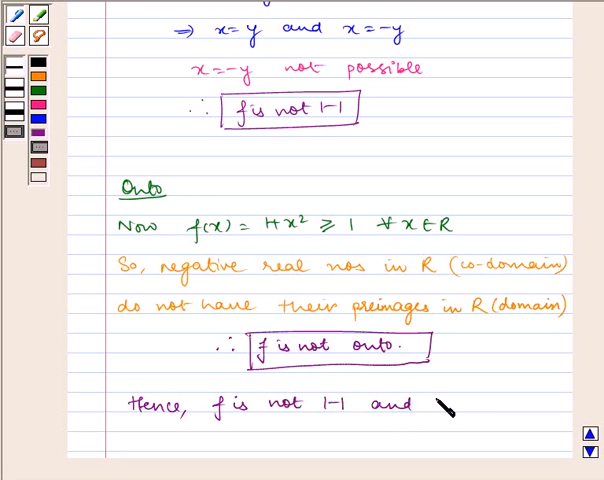 ⇒ x=y and x=-y
x=-y not possible
∴ f is not 1-1
Onto
Now f(x) = 1+x² ≥ 1 ∀ x ∈ R
So, negative real nos in R (co-domain)
do not have their preimages in R (domain)
∴ f is not onto.
Hence, f is not 1-1 and